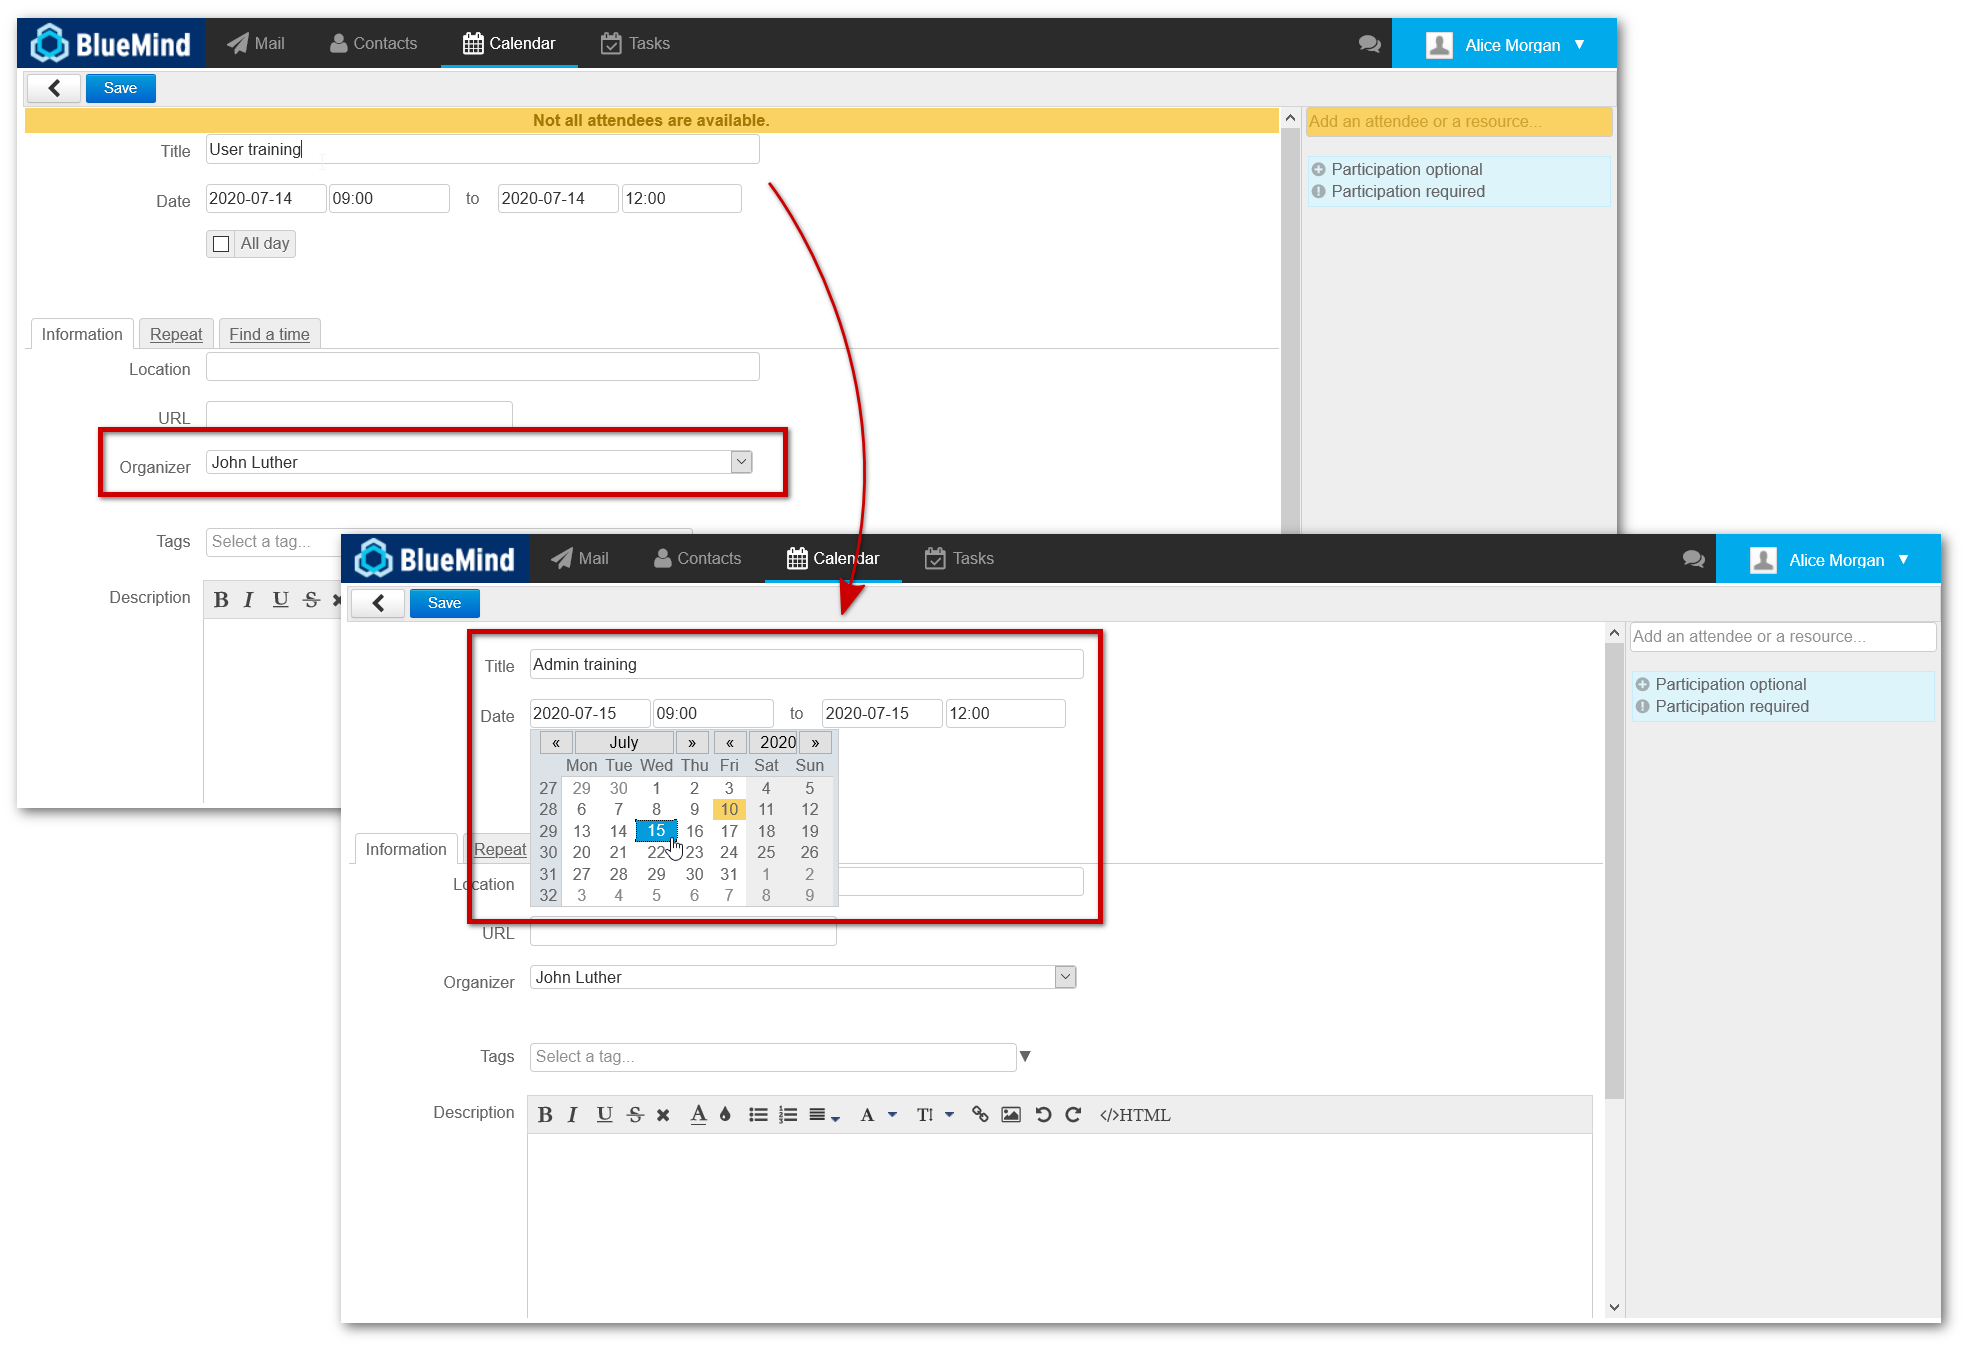 BlueMind Mail Contacts Calendar Tasks Alice Morgan ▼
Save
Not all attendees are available.
Add an attendee or a resource...
Title User training
Participation optional
Participation required
Date 2020-07-14 09:00 to 2020-07-14 12:00
All day
Information Repeat Find a time
Location
URL
Organizer John Luther
Tags Select a tag...
Description B I U S
BlueMind Mail Contacts Calendar Tasks Alice Morgan ▼
Save
Add an attendee or a resource...
Title Admin training
Participation optional
Participation required
Date 2020-07-15 09:00 to 2020-07-15 12:00
« July » « 2020 »
Mon Tue Wed Thu Fri Sat Sun
27 29 30 1 2 3 4 5
28 6 7 8 9 10 11 12
29 13 14 15 16 17 18 19
30 20 21 22 23 24 25 26
31 27 28 29 30 31 1 2
32 3 4 5 6 7 8 9
Information Repeat
Location
URL
Organizer John Luther
Tags Select a tag... ▼
Description B I U S A A T! </>HTML